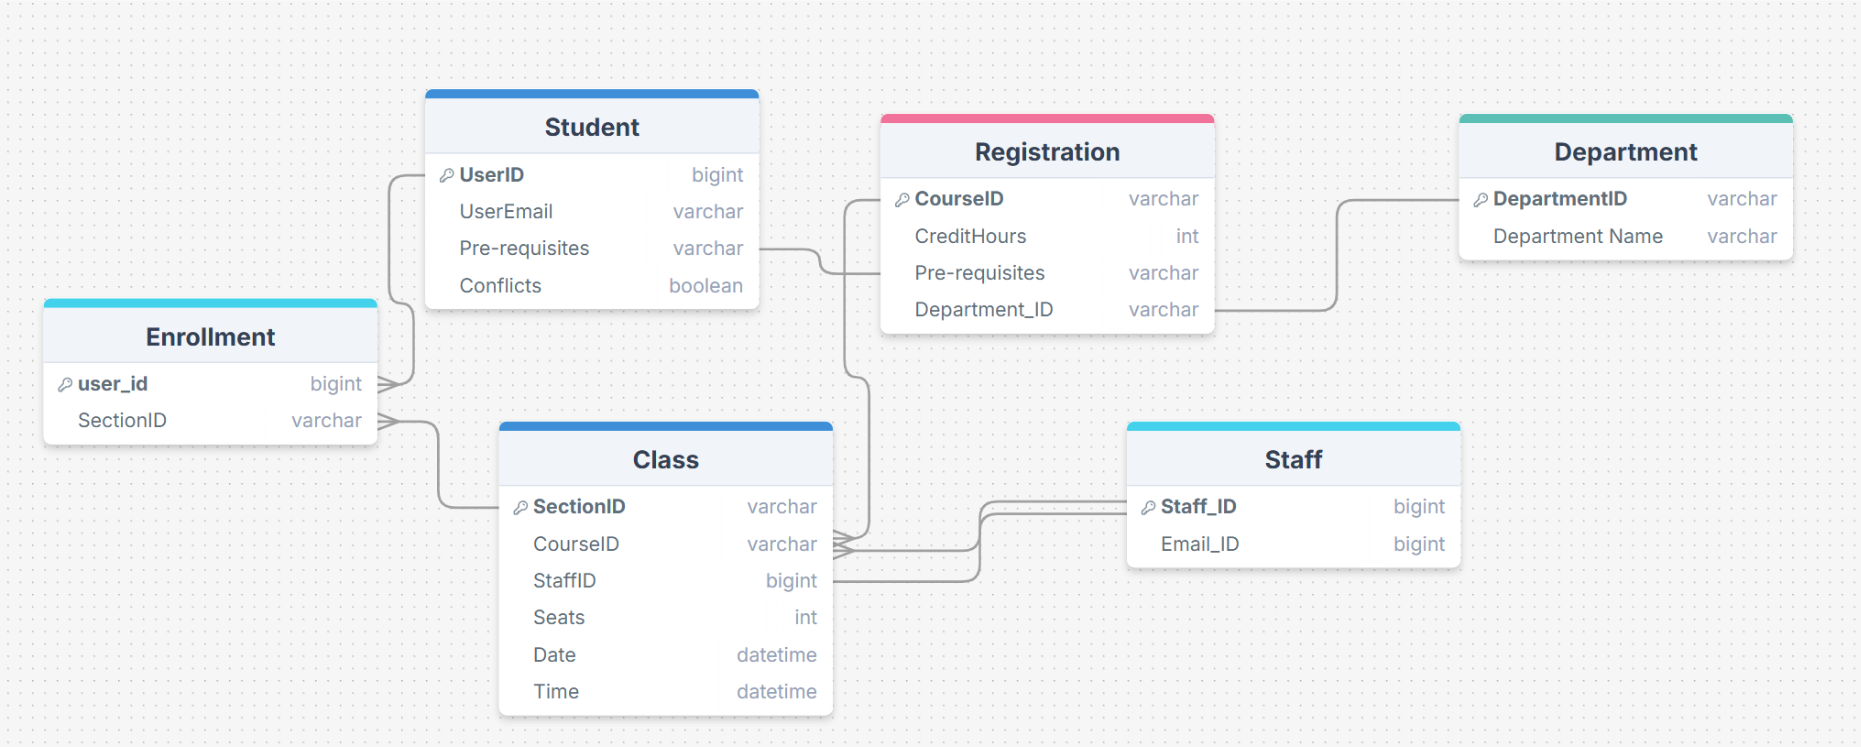 Student
UserID bigint
UserEmail varchar
Pre-requisites varchar
Conflicts boolean
Registration
CourseID varchar
CreditHours int
Pre-requisites varchar
Department_ID varchar
Department
DepartmentID varchar
Department Name varchar
Enrollment
user_id bigint
SectionID varchar
Class
SectionID varchar
CourseID varchar
StaffID bigint
Seats int
Date datetime
Time datetime
Staff
Staff_ID bigint
Email_ID bigint